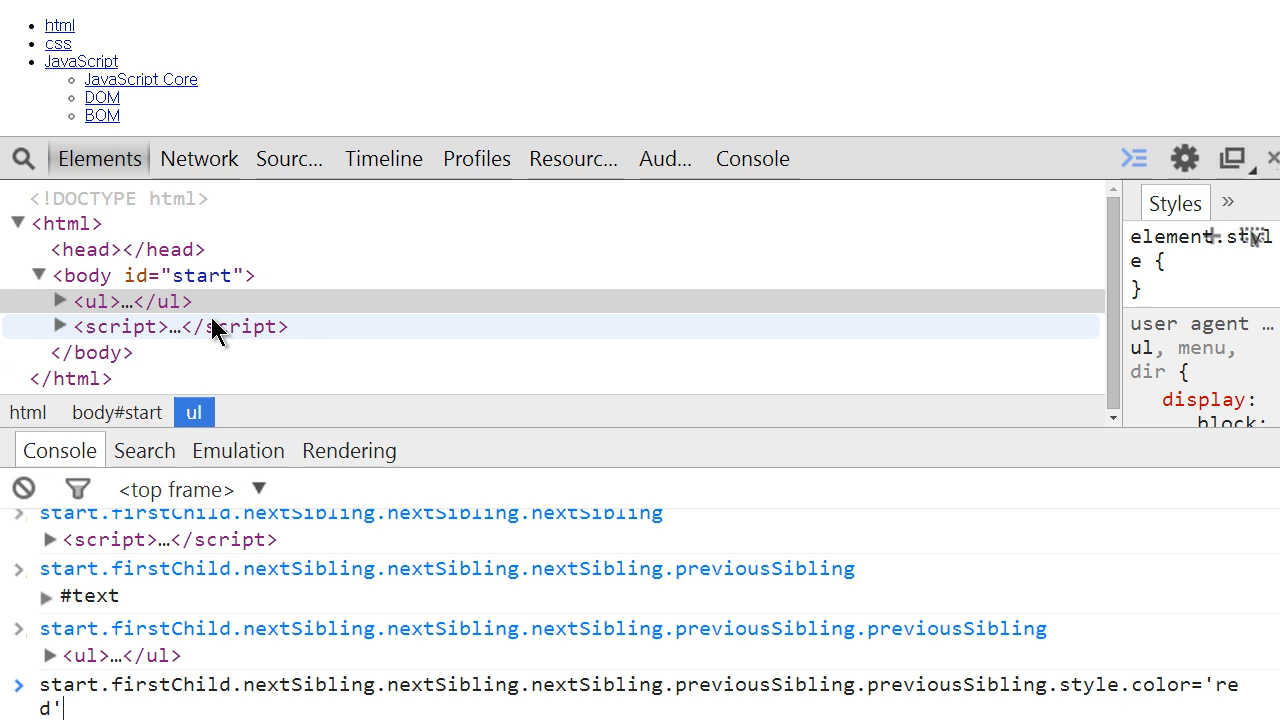 html
css
JavaScript
JavaScript Core
DOM
BOM
Elements Network Sourc... Timeline Profiles Resourc... Aud... Console
<!DOCTYPE html>
<html>
<head></head>
<body id="start">
<ul>…</ul>
<script>…</script>
</body>
</html>
html body#start ul
Styles »
element.styl
e {
}
user agent …
ul, menu,
dir {
display:
block;
Console Search Emulation Rendering
<top frame>
start.firstChild.nextSibling.nextSibling.nextSibling
<script>…</script>
start.firstChild.nextSibling.nextSibling.nextSibling.previousSibling
#text
start.firstChild.nextSibling.nextSibling.nextSibling.previousSibling.previousSibling
<ul>…</ul>
start.firstChild.nextSibling.nextSibling.nextSibling.previousSibling.previousSibling.style.color='re
d'